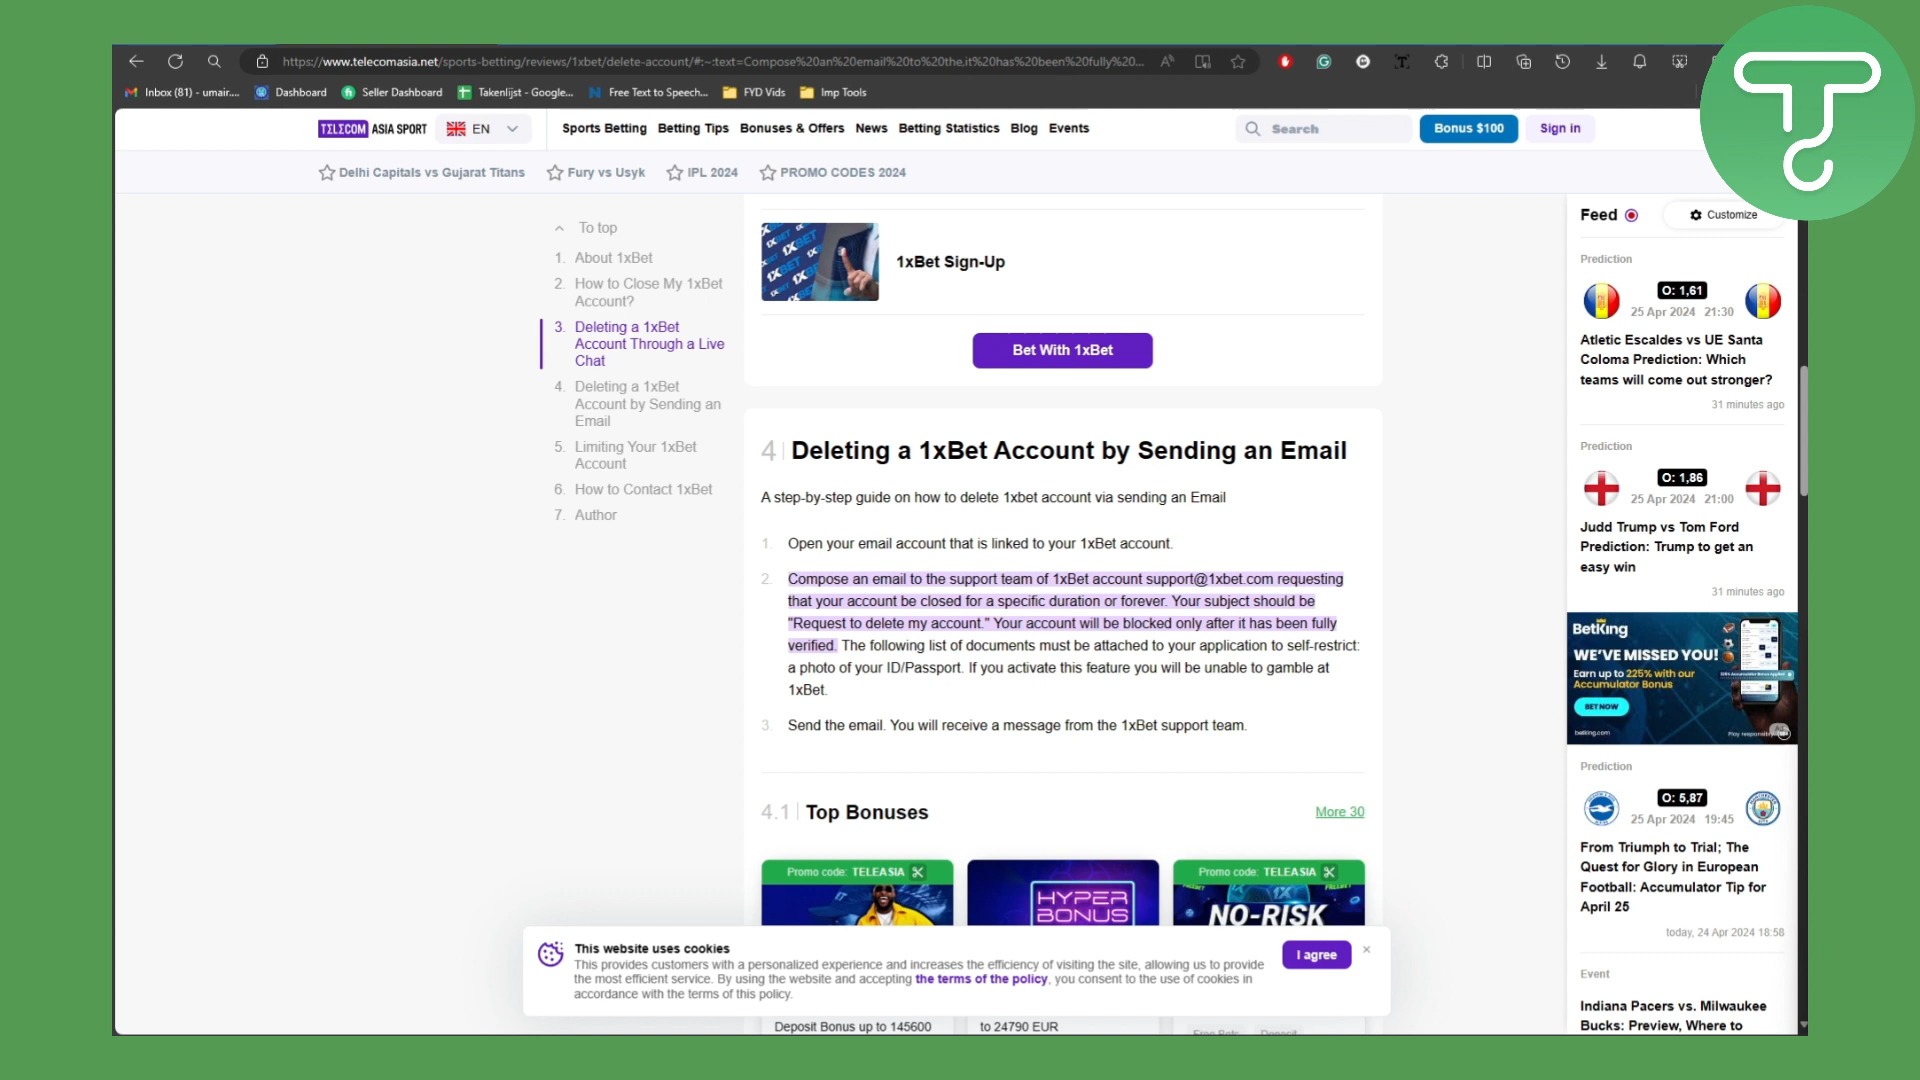 https://www.telecomasia.net/sports-betting/reviews/1xbet/delete-account/#:~:text=Compose%20an%20email%20to%20the,it%20has%20been%20fully%20...
Inbox (81) - umair....
Dashboard
Seller Dashboard
Takenlijst - Google...
Free Text to Speech...
FYD Vids
Imp Tools
TELECOM ASIA SPORT
EN
Sports Betting
Betting Tips
Bonuses & Offers
News
Betting Statistics
Blog
Events
Search
Bonus $100
Sign in
Delhi Capitals vs Gujarat Titans
Fury vs Usyk
IPL 2024
PROMO CODES 2024
To top
1. About 1xBet
2. How to Close My 1xBet
Account?
3. Deleting a 1xBet
Account Through a Live
Chat
4. Deleting a 1xBet
Account by Sending an
Email
5. Limiting Your 1xBet
Account
6. How to Contact 1xBet
7. Author
1XBET
1xBet Sign-Up
Bet With 1xBet
4 Deleting a 1xBet Account by Sending an Email
A step-by-step guide on how to delete 1xbet account via sending an Email
1. Open your email account that is linked to your 1xBet account.
2. Compose an email to the support team of 1xBet account support@1xbet.com requesting
that your account be closed for a specific duration or forever. Your subject should be
"Request to delete my account." Your account will be blocked only after it has been fully
verified. The following list of documents must be attached to your application to self-restrict:
a photo of your ID/Passport. If you activate this feature you will be unable to gamble at
1xBet.
3. Send the email. You will receive a message from the 1xBet support team.
4.1 Top Bonuses
More 30
Promo code: TELEASIA
HYPER
BONUS
Promo code: TELEASIA
1X
NO-RISK
This website uses cookies
This provides customers with a personalized experience and increases the efficiency of visiting the site, allowing us to provide
the most efficient service. By using the website and accepting the terms of the policy, you consent to the use of cookies in
accordance with the terms of this policy.
I agree
Deposit Bonus up to 145600
to 24790 EUR
Free Bets
Deposit
Feed
Customize
Prediction
O: 1,61
25 Apr 2024 21:30
Atletic Escaldes vs UE Santa
Coloma Prediction: Which
teams will come out stronger?
31 minutes ago
Prediction
O: 1,86
25 Apr 2024 21:00
Judd Trump vs Tom Ford
Prediction: Trump to get an
easy win
31 minutes ago
BetKing
WE'VE MISSED YOU!
Earn up to 225% with our
Accumulator Bonus
BET NOW
betking.com
Play responsibly
Prediction
O: 5,87
25 Apr 2024 19:45
From Triumph to Trial; The
Quest for Glory in European
Football: Accumulator Tip for
April 25
today, 24 Apr 2024 18:58
Event
Indiana Pacers vs. Milwaukee
Bucks: Preview, Where to